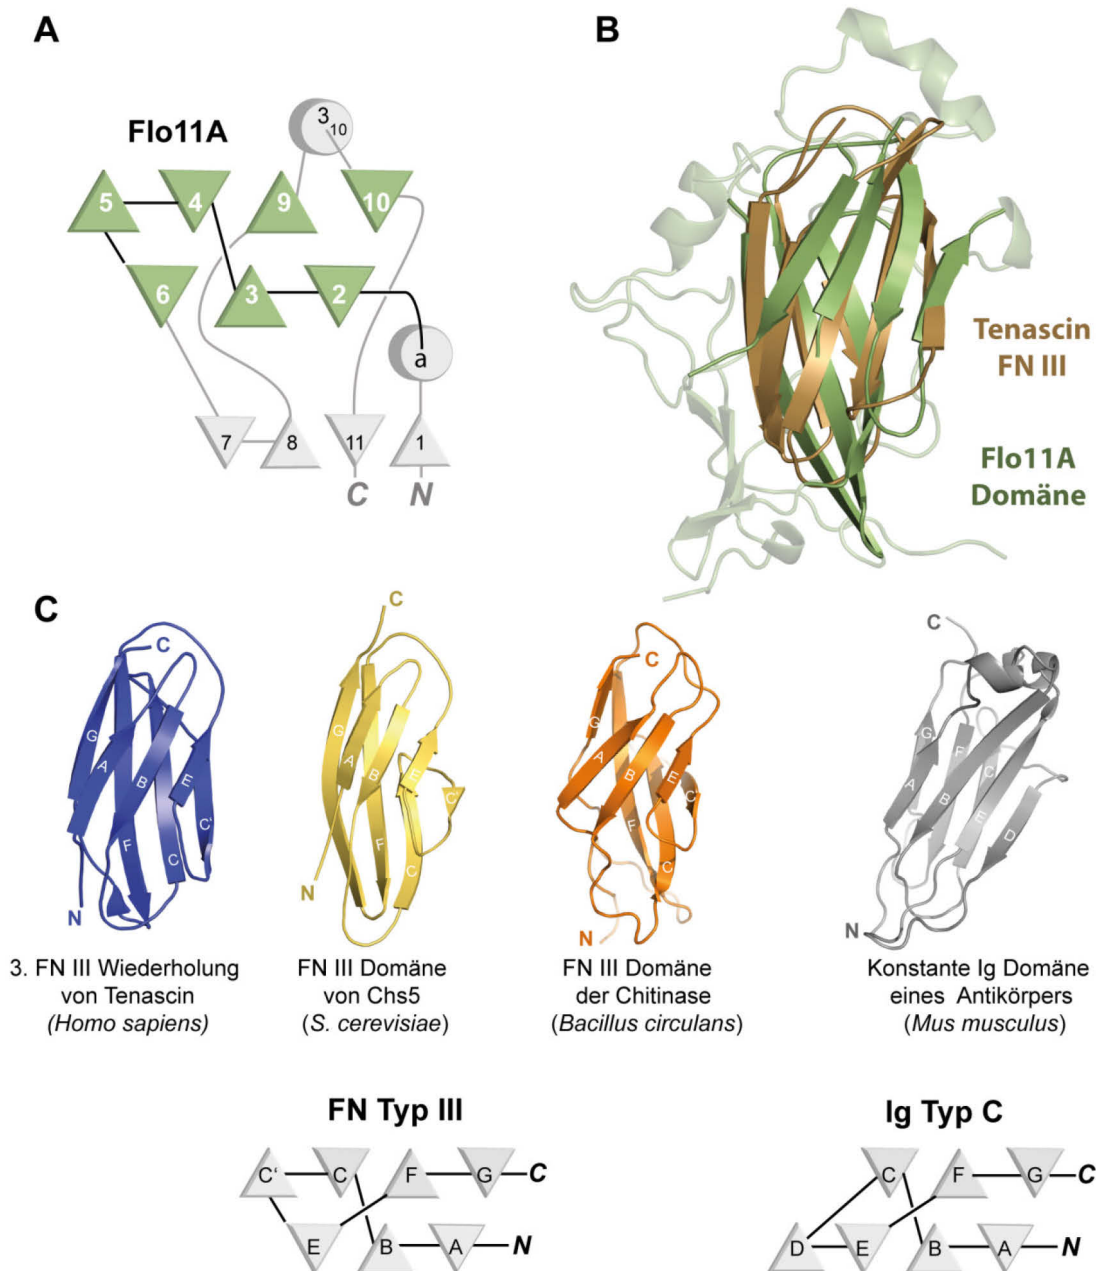 A
Flo11A
3₁₀
5
4
9
10
6
3
2
a
7
8
11
1
C
N
B
Tenascin
FN III
Flo11A
Domäne
C
C
G
A
B
E
F
C
C'
N
3. FN III Wiederholung
von Tenascin
(Homo sapiens)
C
G
A
B
E
C'
F
C
N
FN III Domäne
von Chs5
(S. cerevisiae)
C
G
A
B
E
C'
F
C
N
FN III Domäne
der Chitinase
(Bacillus circulans)
C
G
F
C
A
B
E
D
N
Konstante Ig Domäne
eines Antikörpers
(Mus musculus)
FN Typ III
C' C F G C
E B A N
Ig Typ C
C F G C
D E B A N